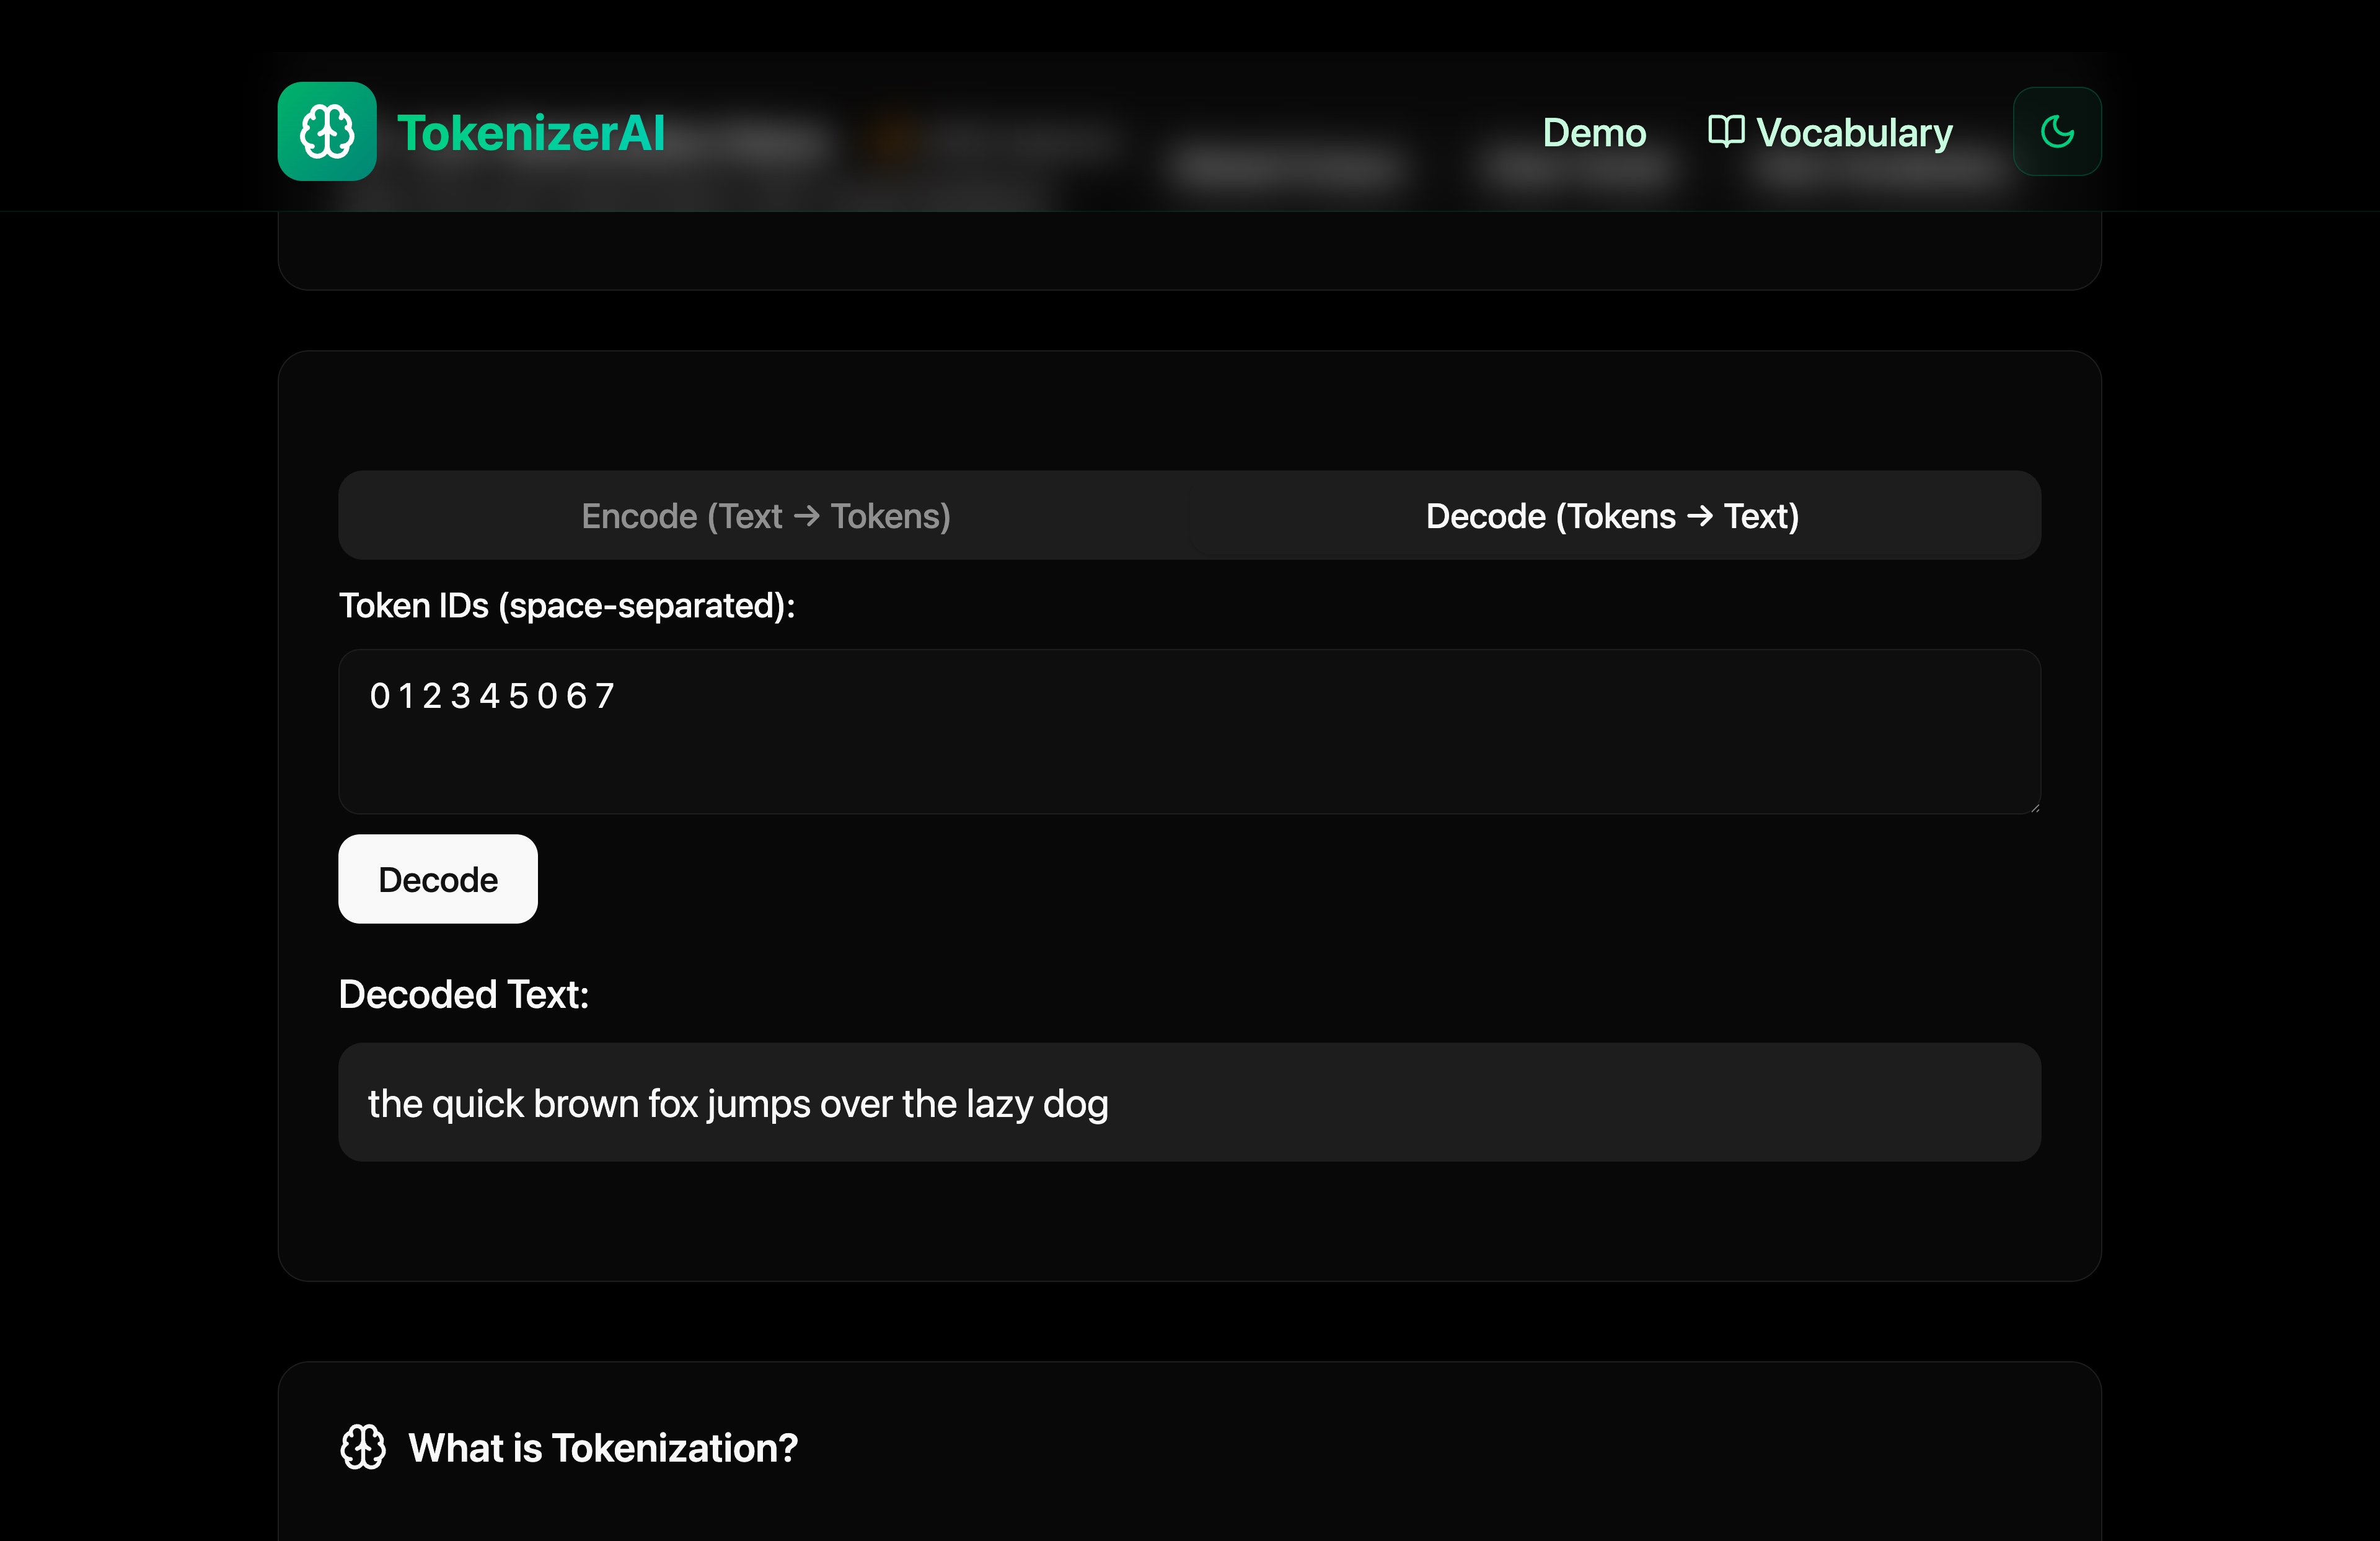 TokenizerAI
Demo
Vocabulary
Encode (Text → Tokens)
Decode (Tokens → Text)
Token IDs (space-separated):
0 1 2 3 4 5 0 6 7
Decode
Decoded Text:
the quick brown fox jumps over the lazy dog
What is Tokenization?